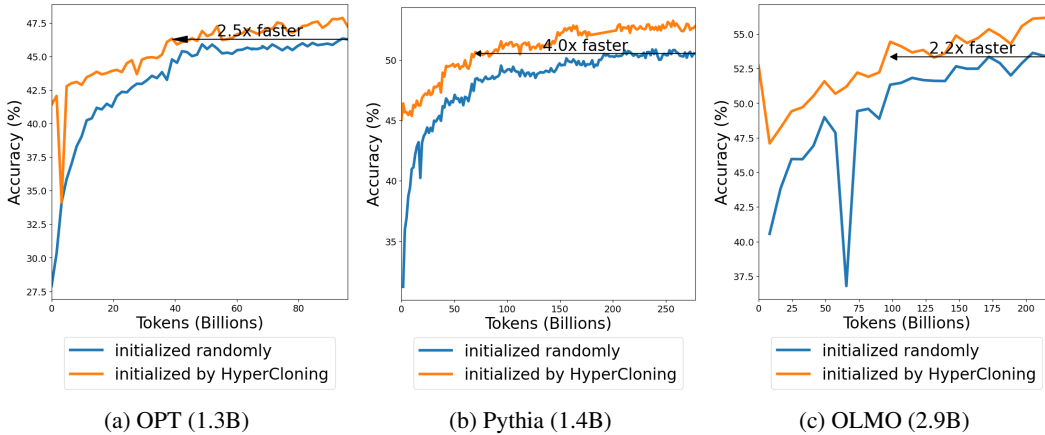 47.5
45.0
42.5
40.0
37.5
35.0
32.5
30.0
27.5
Accuracy (%)
2.5x faster
0 20 40 60 80
Tokens (Billions)
initialized randomly
initialized by HyperCloning
(a) OPT (1.3B)
50
45
40
35
Accuracy (%)
4.0x faster
0 50 100 150 200 250
Tokens (Billions)
initialized randomly
initialized by HyperCloning
(b) Pythia (1.4B)
55.0
52.5
50.0
47.5
45.0
42.5
40.0
37.5
Accuracy (%)
2.2x faster
0 25 50 75 100 125 150 175 200
Tokens (Billions)
initialized randomly
initialized by HyperCloning
(c) OLMO (2.9B)